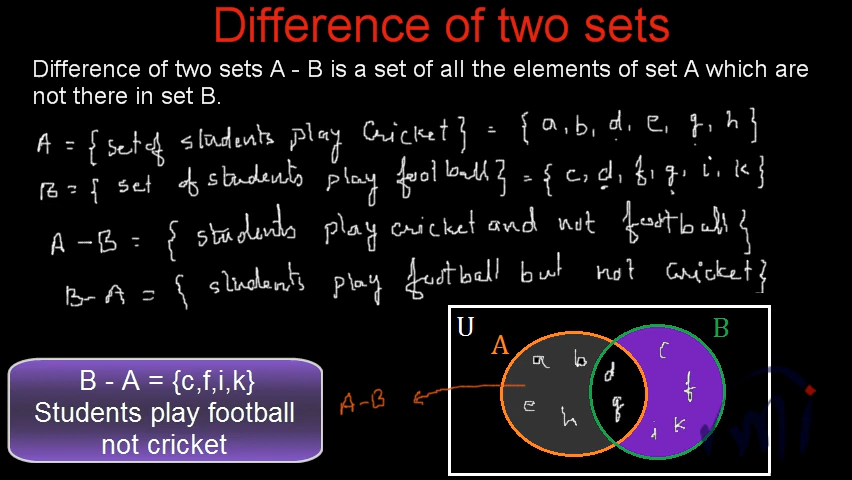 Difference of two sets
Difference of two sets A - B is a set of all the elements of set A which are
not there in set B.
A = { set of students play Cricket } = { a, b, d, e, g, h }
B = { set of students play football } = { c, d, f, g, i, k }
A - B = { students play cricket and not football }
B - A = { students play football but not cricket }
U
A
B
a b d c
g f
e h i k
A-B
B - A = {c,f,i,k}
Students play football
not cricket